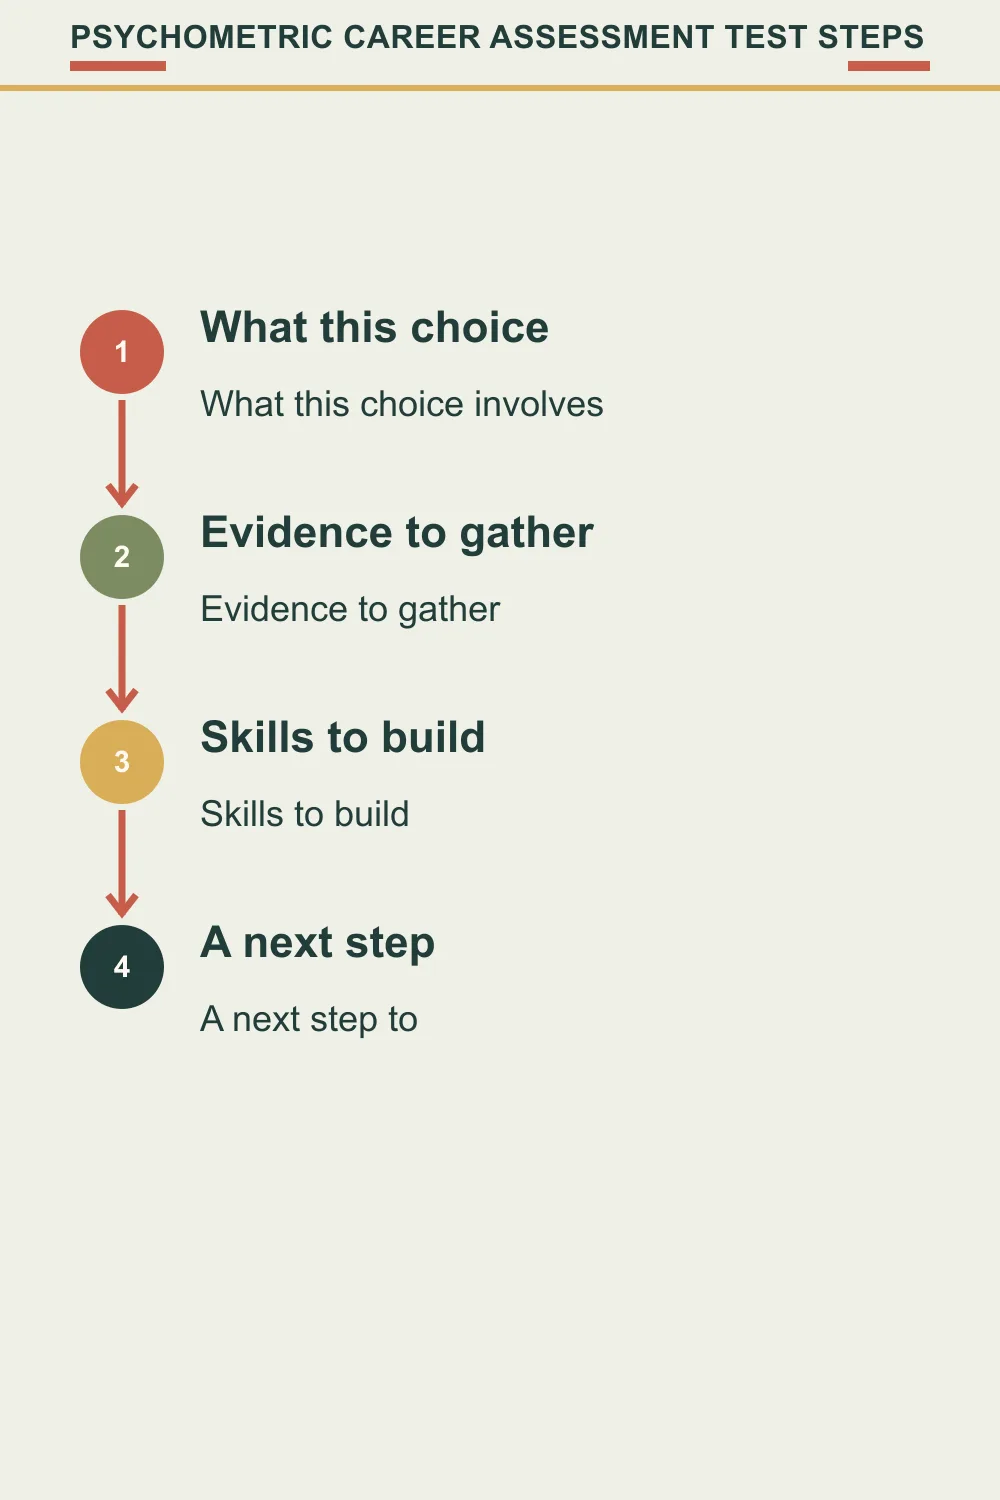 PSYCHOMETRIC CAREER ASSESSMENT TEST STEPS
1
What this choice
What this choice involves
2
Evidence to gather
Evidence to gather
3
Skills to build
Skills to build
4
A next step
A next step to